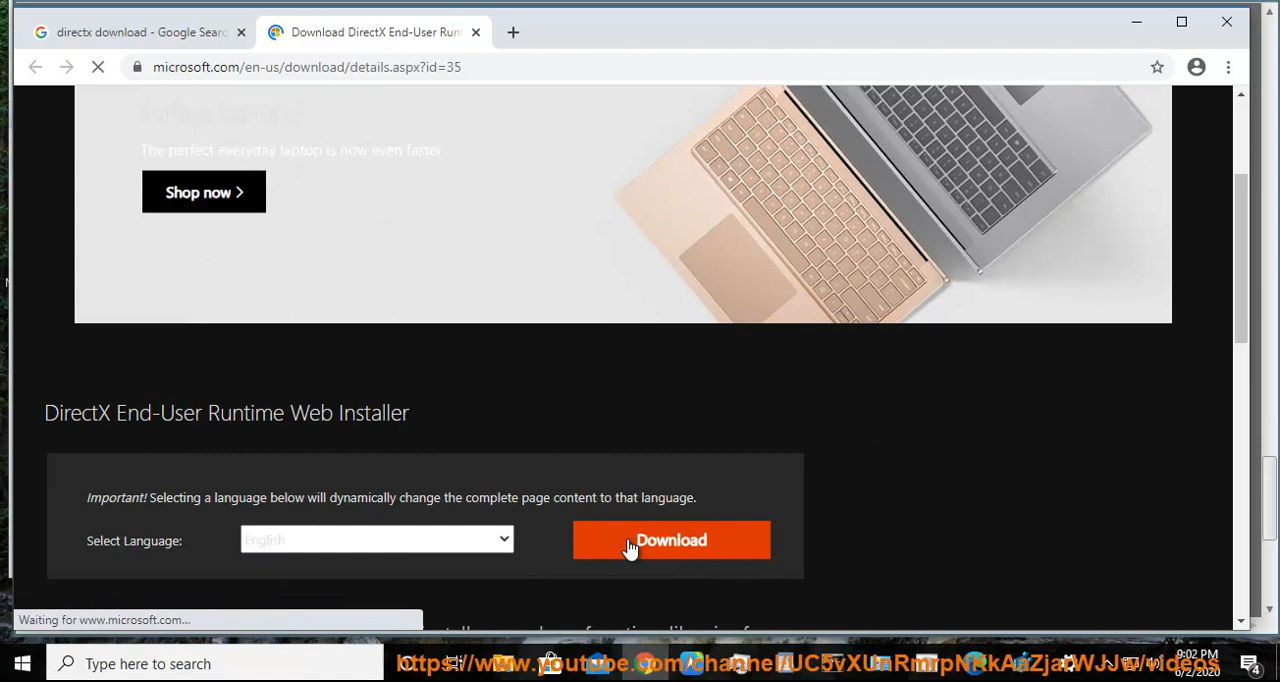 directx download - Google Searc
Download DirectX End-User Runt
microsoft.com/en-us/download/details.aspx?id=35
The perfect everyday laptop is now even faster
Shop now >
DirectX End-User Runtime Web Installer
Important! Selecting a language below will dynamically change the complete page content to that language.
Select Language:
English
Download
Waiting for www.microsoft.com...
Type here to search
9:02 PM
6/2/2020
4